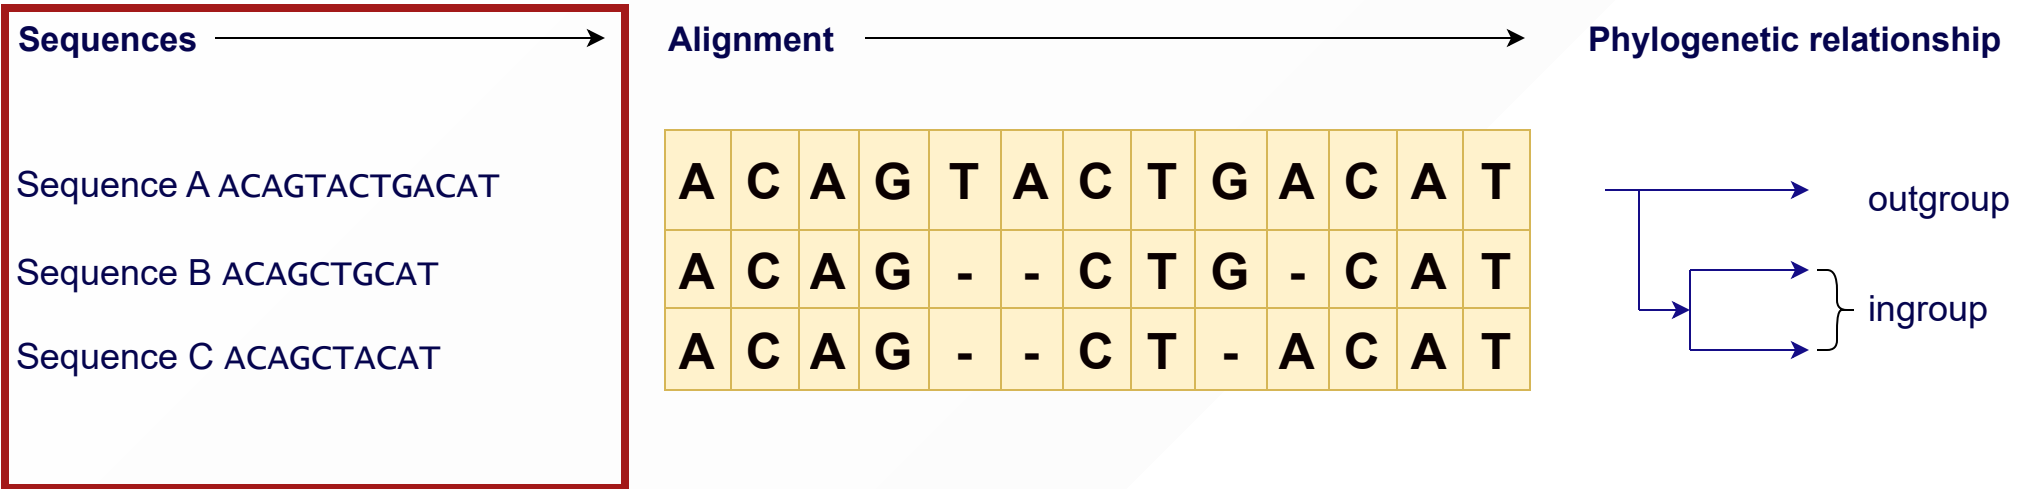 Sequences Alignment Phylogenetic relationship
Sequence A ACAGTACTGACAT
Sequence B ACAGCTGCAT
Sequence C ACAGCTACAT
A C A G T A C T G A C A T
A C A G - - C T G - C A T
A C A G - - C T - A C A T
outgroup
ingroup